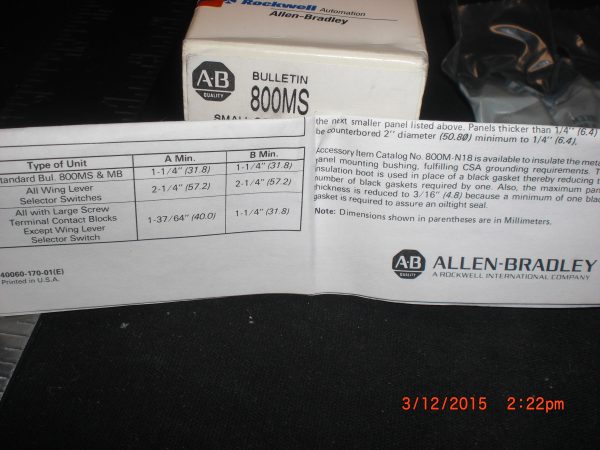 Rockwell Automation
Allen-Bradley
A·B
QUALITY
BULLETIN
800MS
Type of Unit
A Min.
B Min.
Standard Bul. 800MS & MB
1-1/4" (31.8)
1-1/4" (31.8)
All Wing Lever
Selector Switches
2-1/4" (57.2)
2-1/4" (57.2)
All with Large Screw
Terminal Contact Blocks
Except Wing Lever
Selector Switch
1-37/64" (40.0)
1-1/4" (31.8)
40060-170-01(E)
Printed in U.S.A.
the next smaller panel listed above. Panels thicker than 1/4" (6.4)
be counterbored 2" diameter (50.80) minimum to 1/4" (6.4).
Accessory Item Catalog No. 800M-N18 is available to insulate the meta
panel mounting bushing, fulfilling CSA grounding requirements. T
insulation boot is used in place of a black gasket thereby reducing t
number of black gaskets required by one. Also, the maximum pan
thickness is reduced to 3/16" (4.8) because a minimum of one blac
gasket is required to assure an oiltight seal.
Note: Dimensions shown in parentheses are in Millimeters.
A·B
QUALITY
ALLEN-BRADLEY
A ROCKWELL INTERNATIONAL COMPANY
3/12/2015 2:22pm